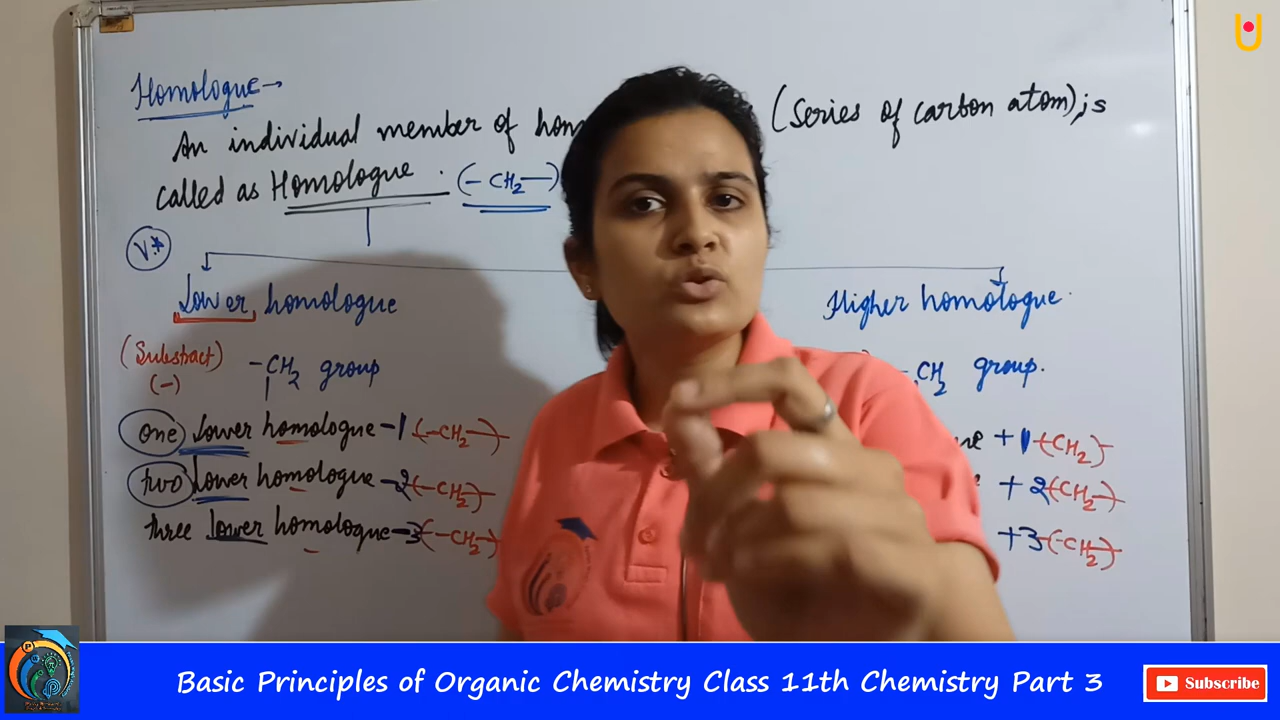 Homologue →
An individual member of hom (Series of carbon atom), is
called as Homologue. (-CH2-)
V.*
Lower homologue
Higher homologue.
(Substract) -CH2 group
(-)
CH2 group.
one lower homologue -1(-CH2-)
+1(-CH2)-
two lower homologue -2(-CH2)-
+2(-CH2)-
three lower homologue -3(-CH2-)
+3(-CH2)-
Basic Principles of Organic Chemistry Class 11th Chemistry Part 3
Subscribe